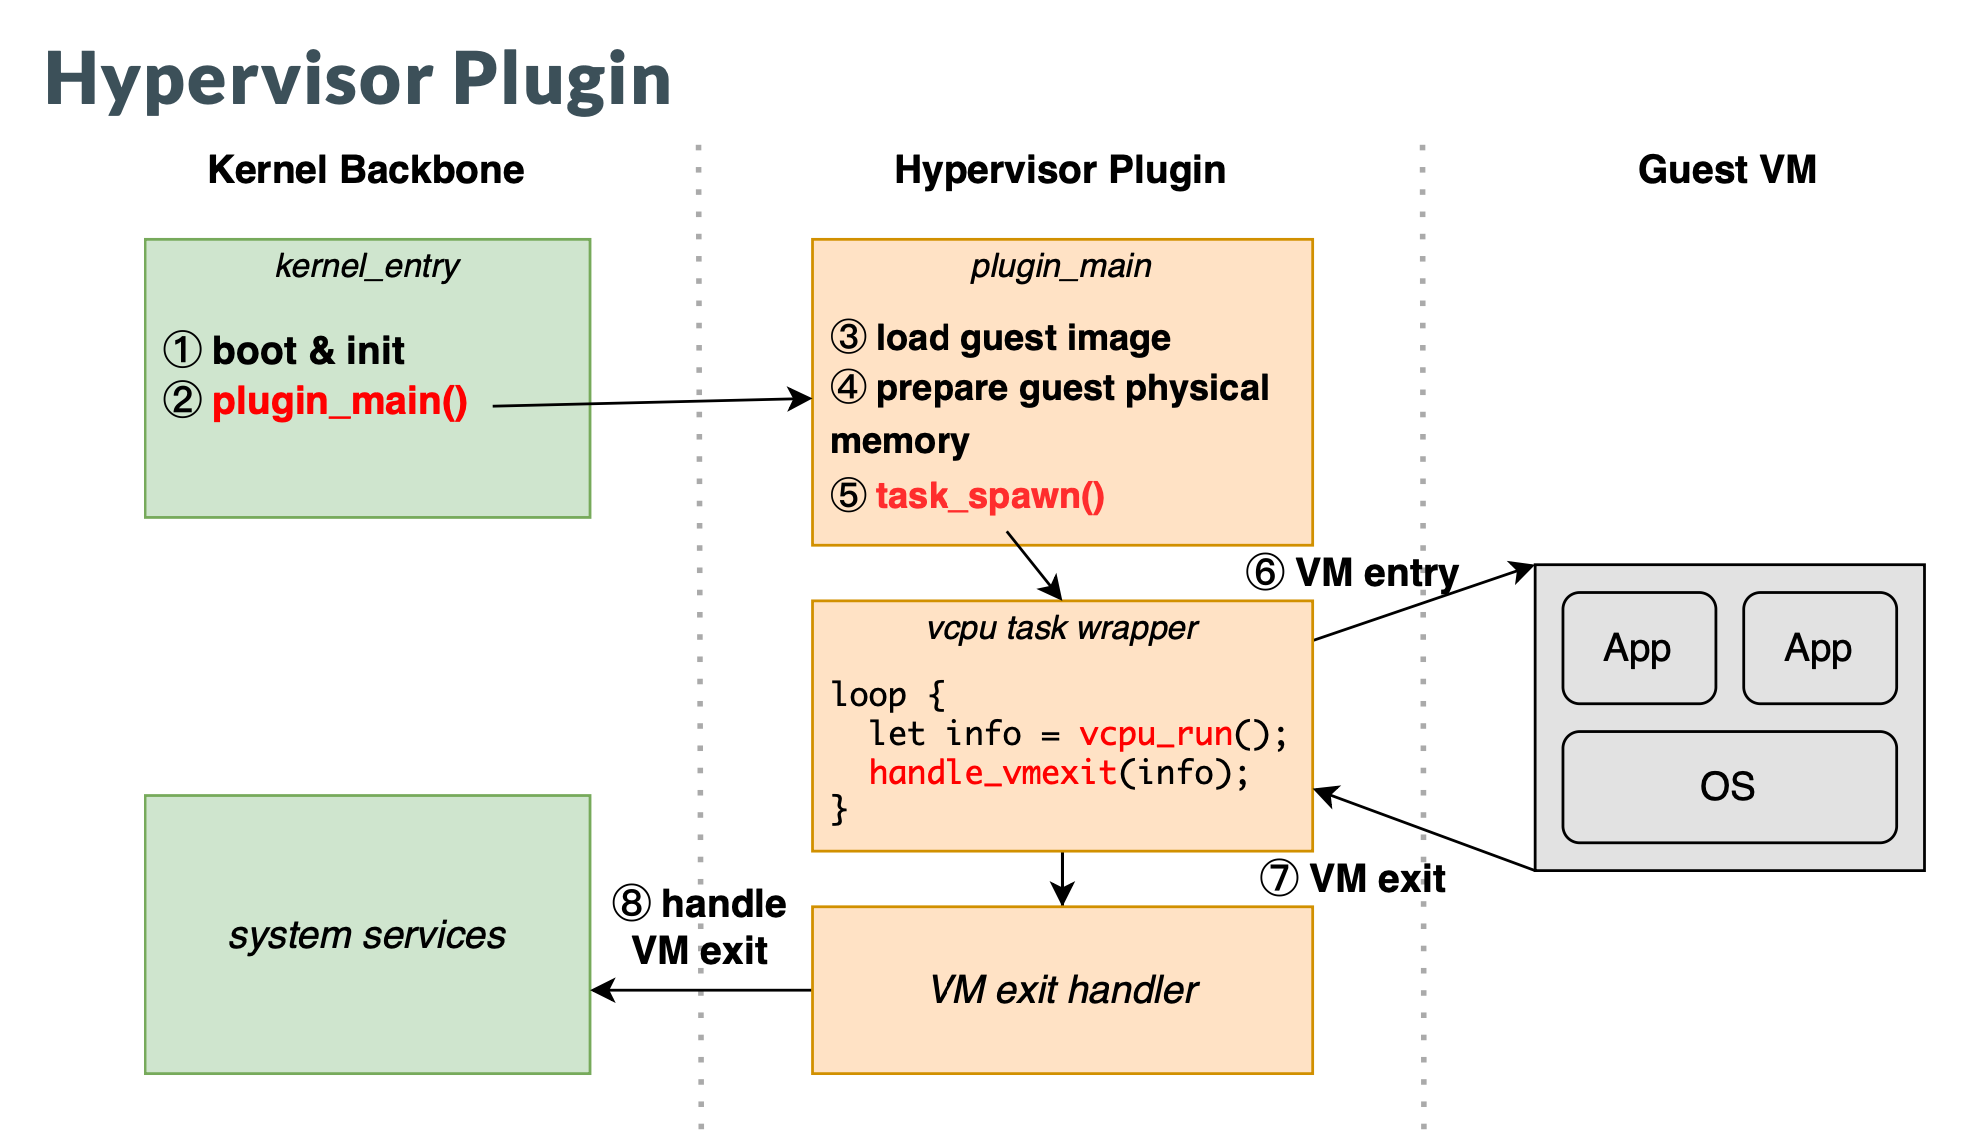 Hypervisor Plugin
Kernel Backbone
Hypervisor Plugin
Guest VM
kernel_entry
① boot & init
② plugin_main()
plugin_main
③ load guest image
④ prepare guest physical
memory
⑤ task_spawn()
⑥ VM entry
vcpu task wrapper
loop {
  let info = vcpu_run();
  handle_vmexit(info);
}
App
App
OS
⑦ VM exit
⑧ handle
VM exit
system services
VM exit handler